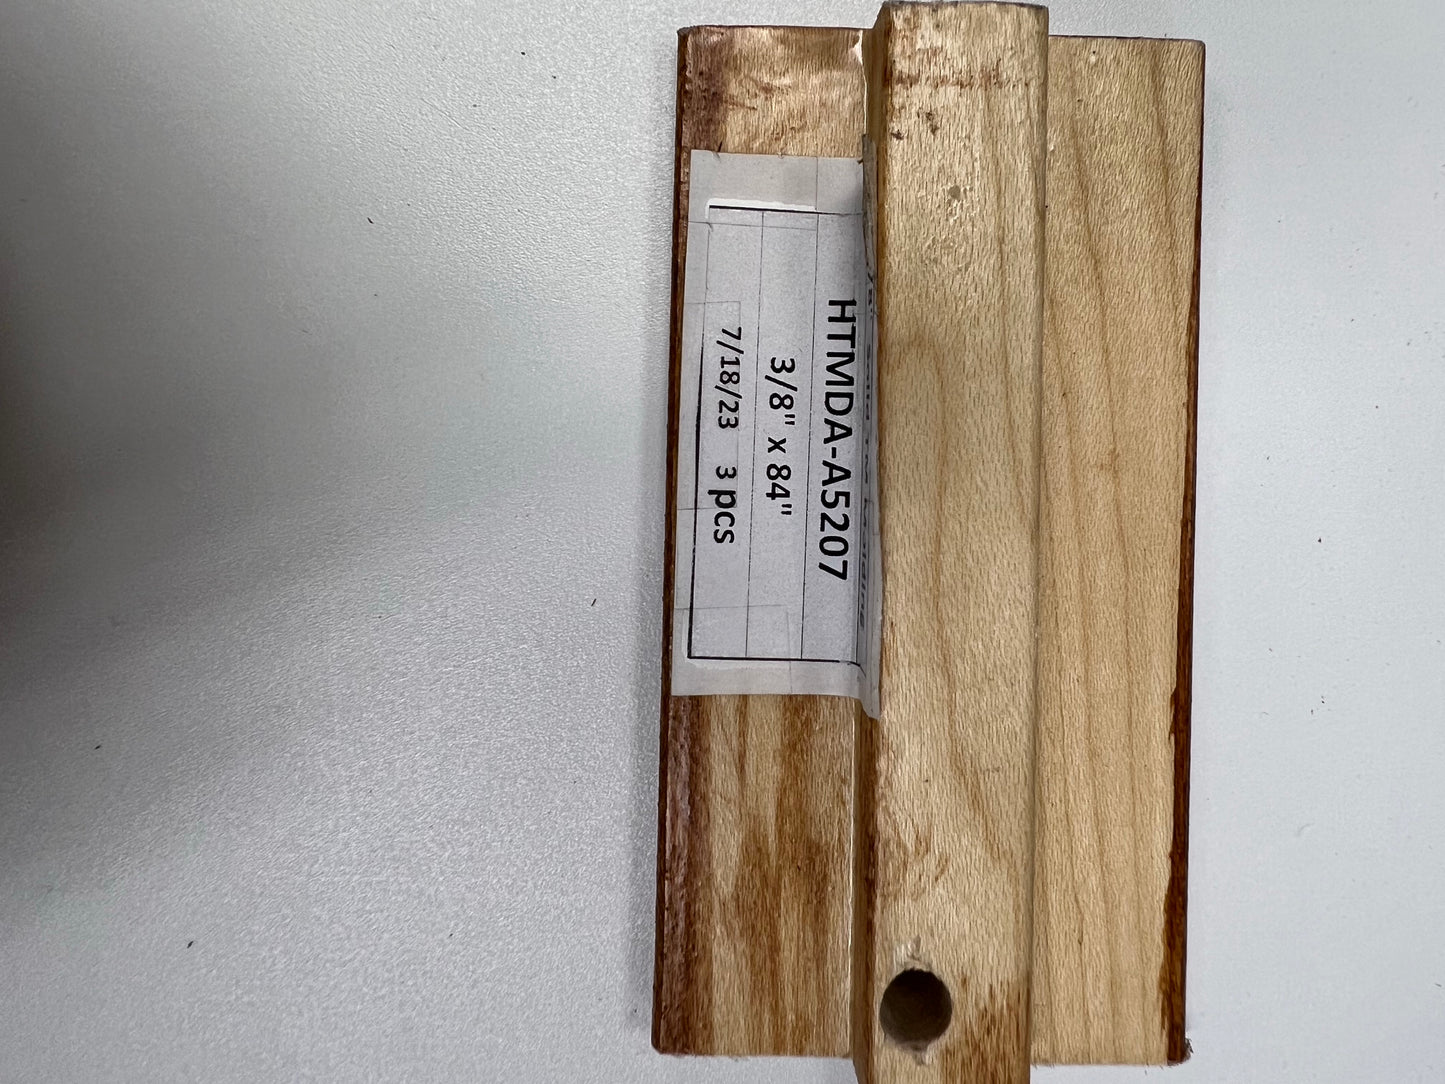 HTMDA-A5207
3/8" x 84"
7/18/23 3 pcs